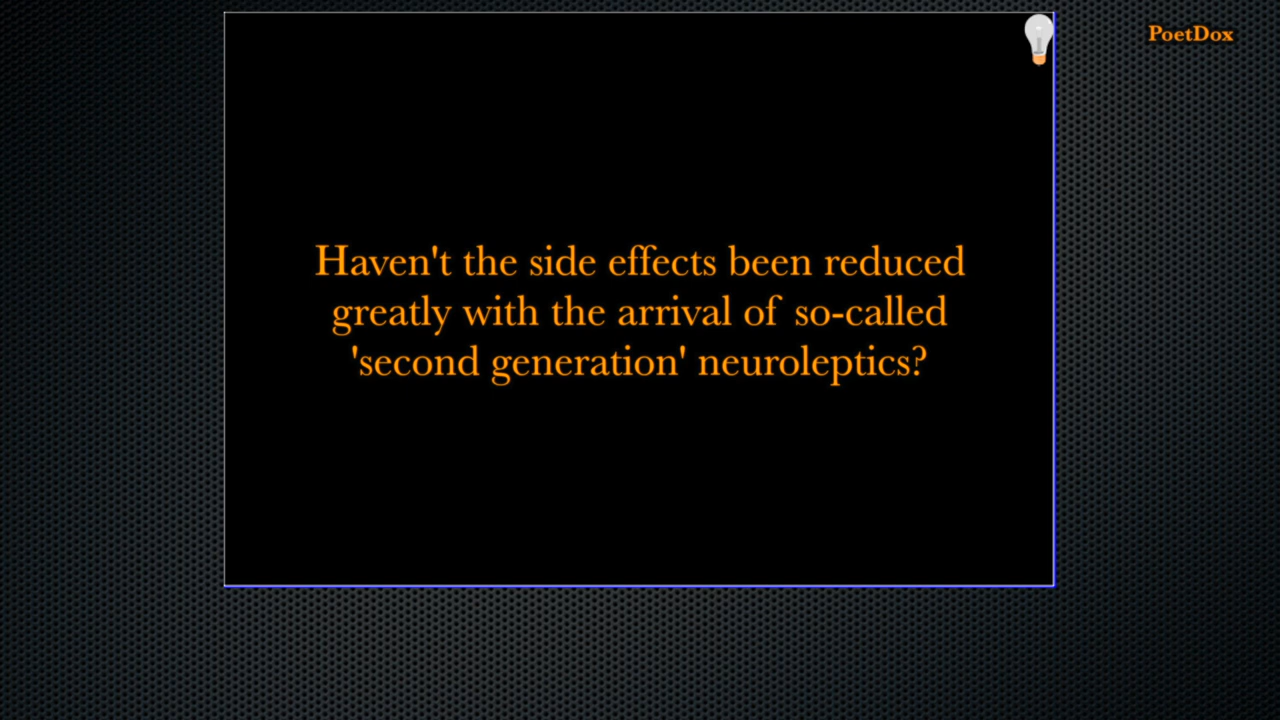 PoetDox
Haven't the side effects been reduced
greatly with the arrival of so-called
'second generation' neuroleptics?